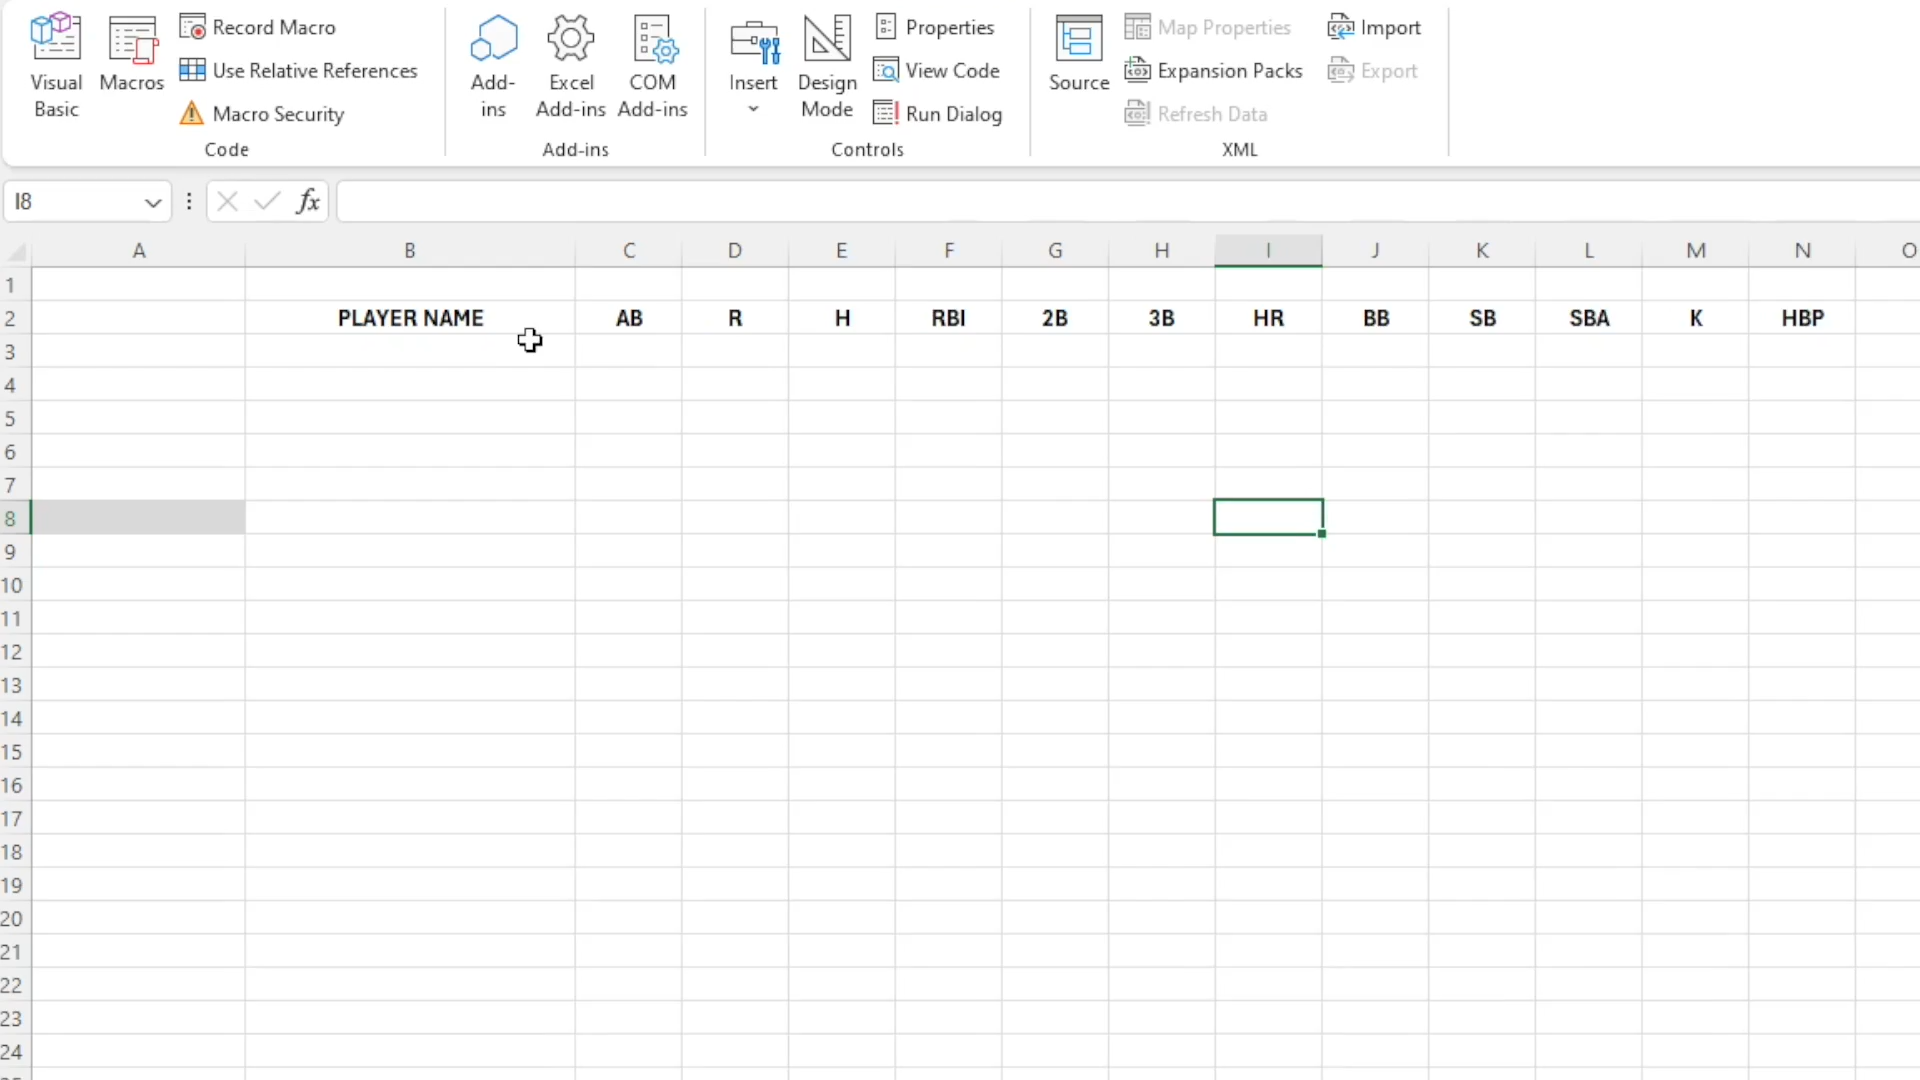 Visual Basic
Macros
Record Macro
Use Relative References
Macro Security
Code
Add-ins
Excel Add-ins
COM Add-ins
Add-ins
Insert
Design Mode
Properties
View Code
Run Dialog
Controls
Source
Map Properties
Expansion Packs
Refresh Data
Import
Export
XML
I8
fx
A B C D E F G H I J K L M N O
1
2 PLAYER NAME AB R H RBI 2B 3B HR BB SB SBA K HBP
3
4
5
6
7
8
9
10
11
12
13
14
15
16
17
18
19
20
21
22
23
24